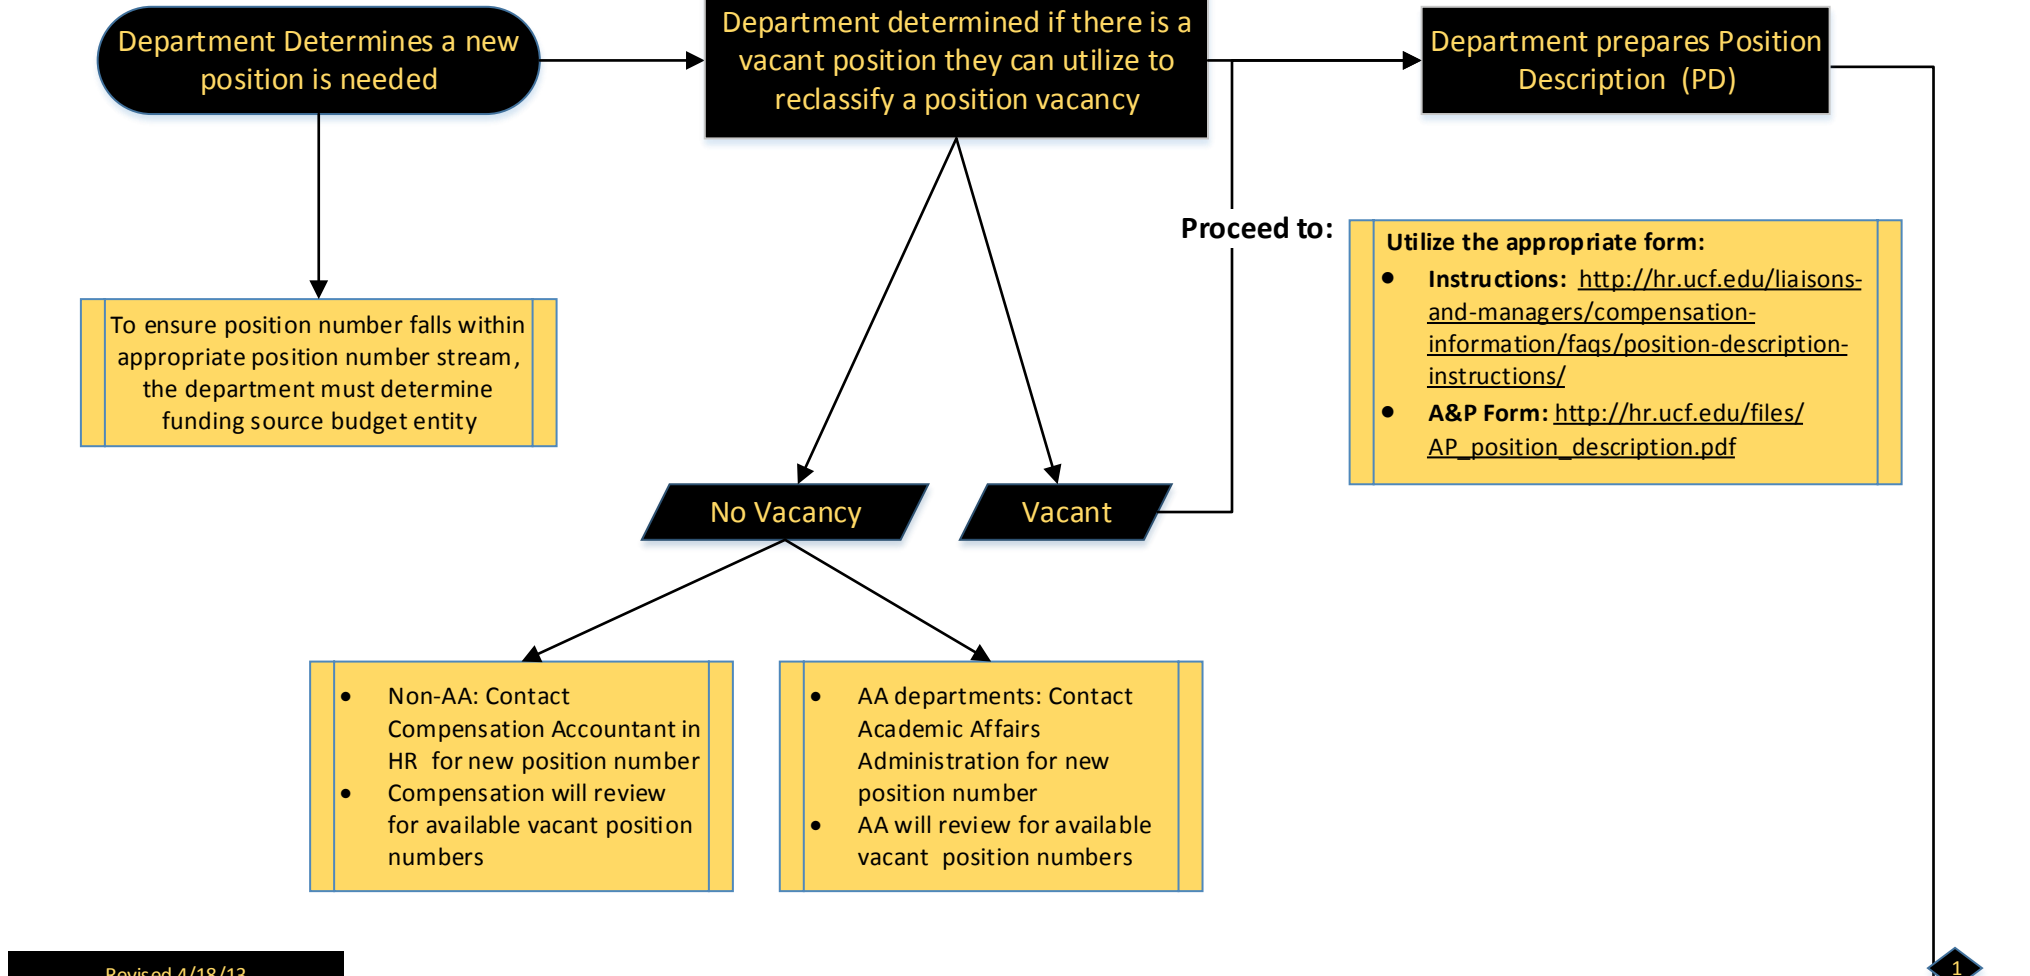 Department Determines a new
position is needed
Department determined if there is a
vacant position they can utilize to
reclassify a position vacancy
Department prepares Position
Description (PD)
Proceed to:
Utilize the appropriate form:
● Instructions: http://hr.ucf.edu/liaisons-
and-managers/compensation-
information/faqs/position-description-
instructions/
● A&P Form: http://hr.ucf.edu/files/
AP_position_description.pdf
To ensure position number falls within
appropriate position number stream,
the department must determine
funding source budget entity
No Vacancy
Vacant
● Non-AA: Contact
Compensation Accountant in
HR for new position number
● Compensation will review
for available vacant position
numbers
● AA departments: Contact
Academic Affairs
Administration for new
position number
● AA will review for available
vacant position numbers
Revised 4/18/13
1